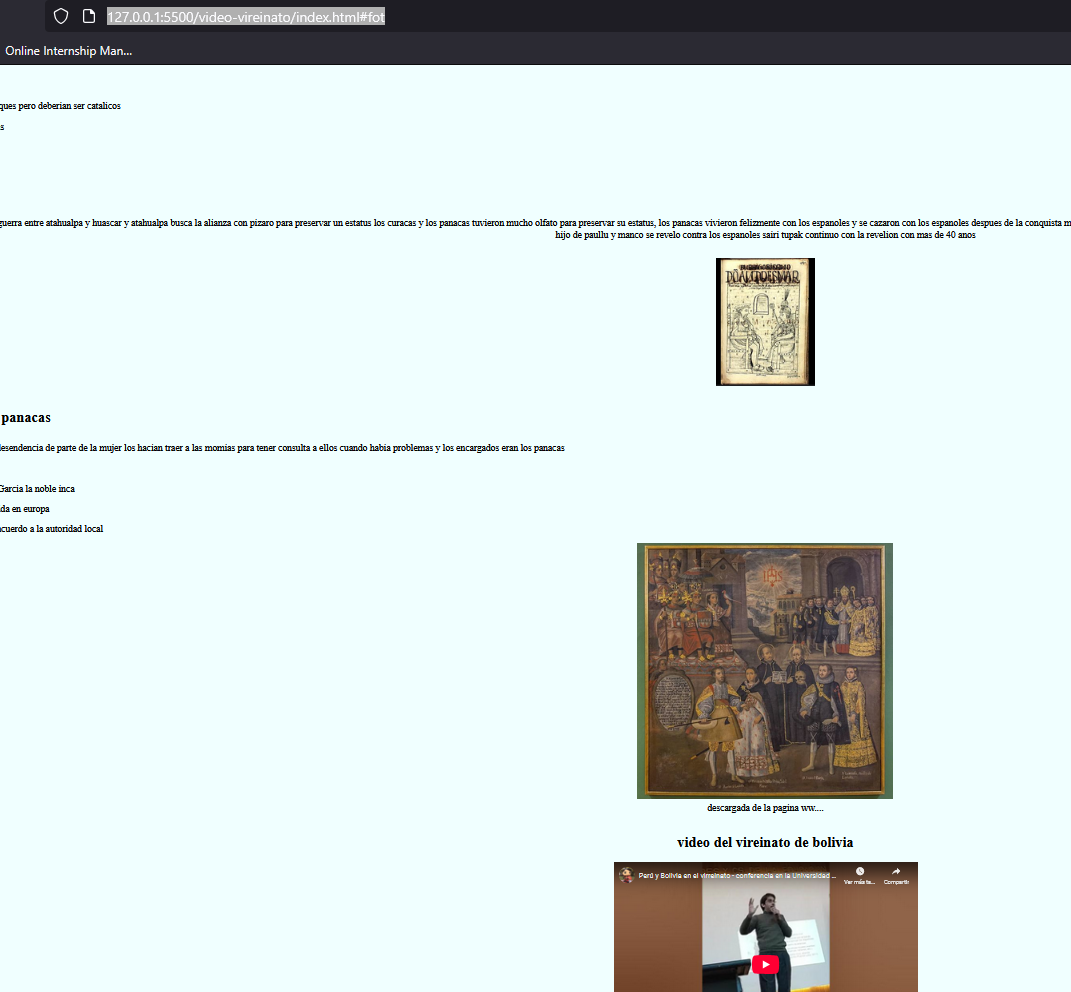 127.0.0.1:5500/video-vireinato/index.html#fot
Online Internship Man...
ques pero deberian ser catalicos
s
guerra entre atahualpa y huascar y atahualpa busca la alianza con pizaro para preservar un estatus los curacas y los panacas tuvieron mucho olfato para preservar su estatus, los panacas vivieron felizmente con los espanoles y se cazaron con los espanoles despues de la conquista m
hijo de paullu y manco se revelo contra los espanoles sairi tupak continuo con la revelion con mas de 40 anos
panacas
desendencia de parte de la mujer los hacian traer a las momias para tener consulta a ellos cuando habia problemas y los encargados eran los panacas
Garcia la noble inca
da en europa
acuerdo a la autoridad local
IHS
descargada de la pagina ww....
video del vireinato de bolivia
Perú y Bolivia en el virreinato - conferencia en la Universidad ...
Ver más ta...
Compartir